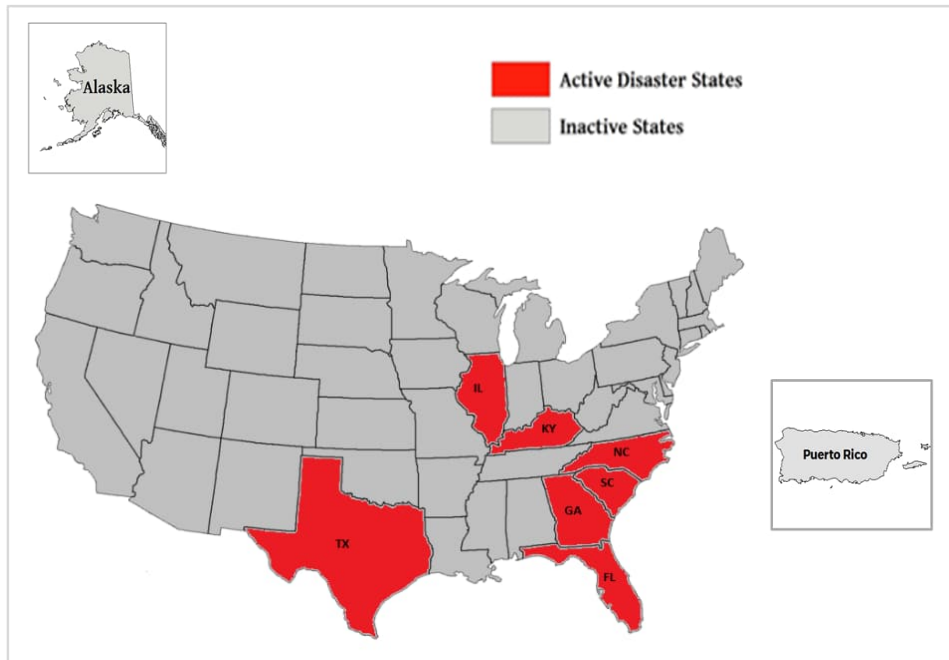 Alaska
Active Disaster States
Inactive States
IL
KY
NC
SC
GA
TX
FL
Puerto Rico